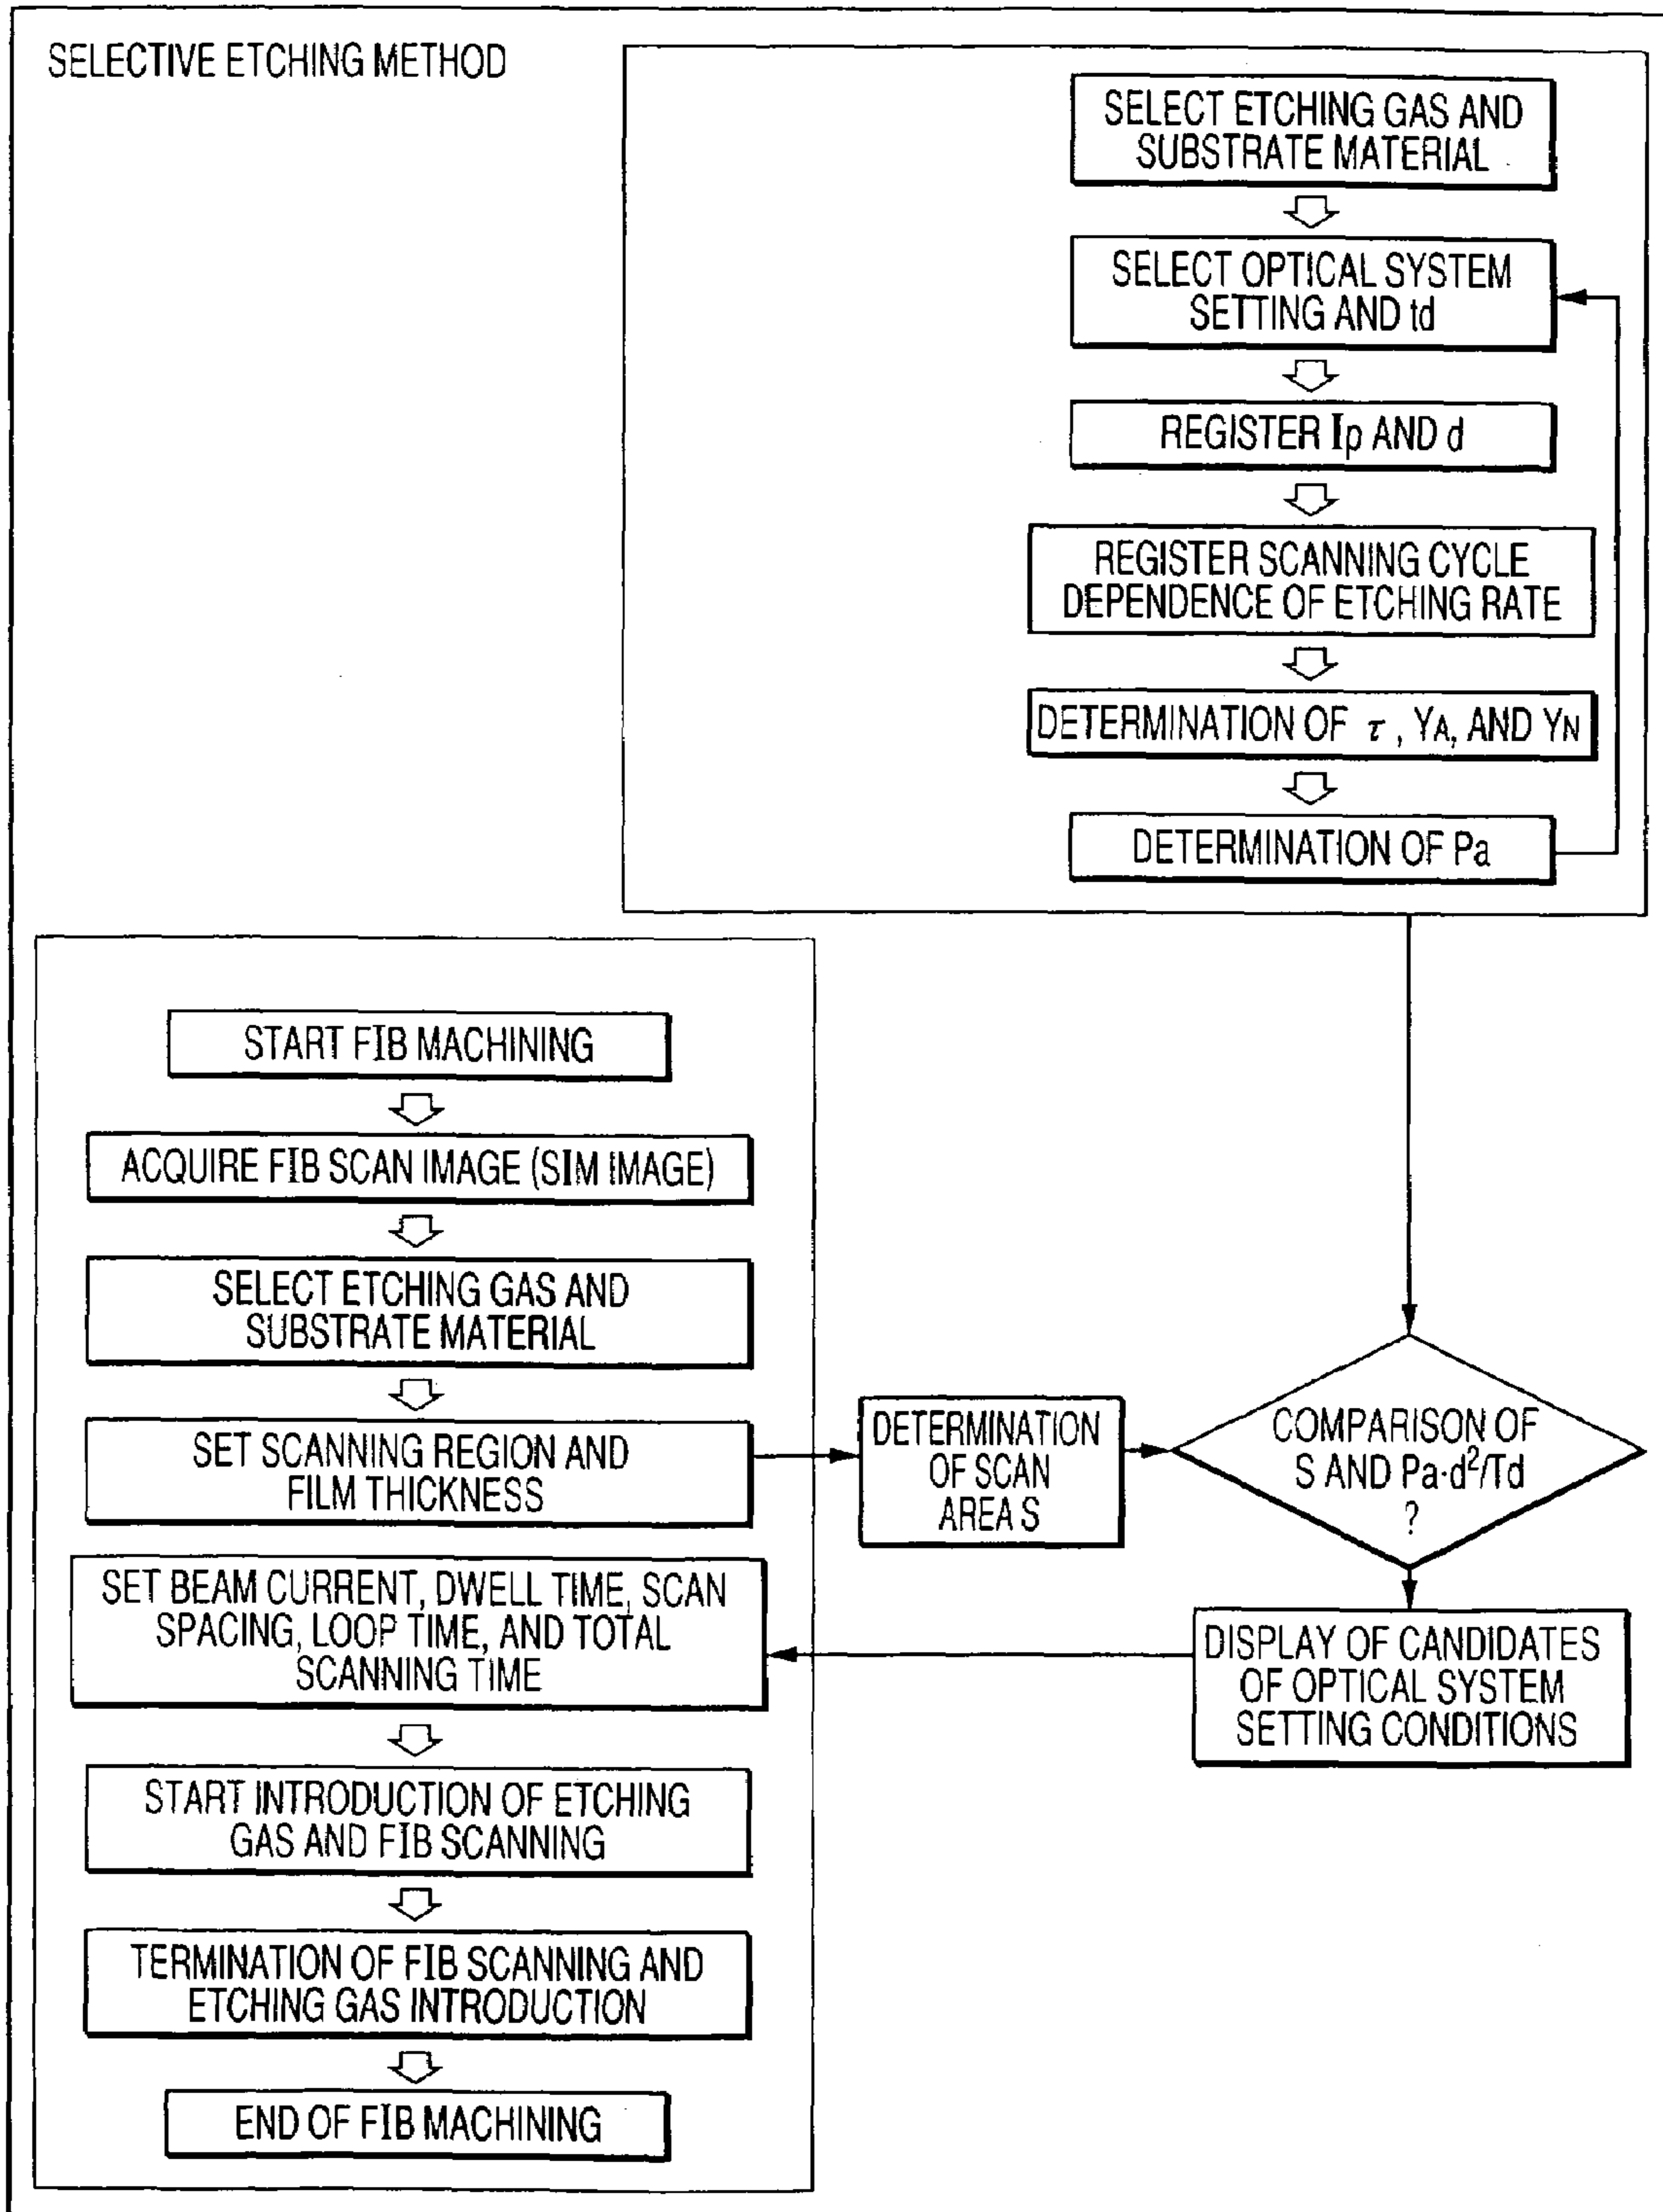 SELECTIVE ETCHING METHOD
SELECT ETCHING GAS AND
SUBSTRATE MATERIAL
SELECT OPTICAL SYSTEM
SETTING AND td
REGISTER Ip AND d
REGISTER SCANNING CYCLE
DEPENDENCE OF ETCHING RATE
DETERMINATION OF τ, YA, AND YN
DETERMINATION OF Pa
START FIB MACHINING
ACQUIRE FIB SCAN IMAGE (SIM IMAGE)
SELECT ETCHING GAS AND
SUBSTRATE MATERIAL
SET SCANNING REGION AND
FILM THICKNESS
DETERMINATION
OF SCAN
AREA S
COMPARISON OF
S AND Pa·d²/Td
?
DISPLAY OF CANDIDATES
OF OPTICAL SYSTEM
SETTING CONDITIONS
SET BEAM CURRENT, DWELL TIME, SCAN
SPACING, LOOP TIME, AND TOTAL
SCANNING TIME
START INTRODUCTION OF ETCHING
GAS AND FIB SCANNING
TERMINATION OF FIB SCANNING AND
ETCHING GAS INTRODUCTION
END OF FIB MACHINING